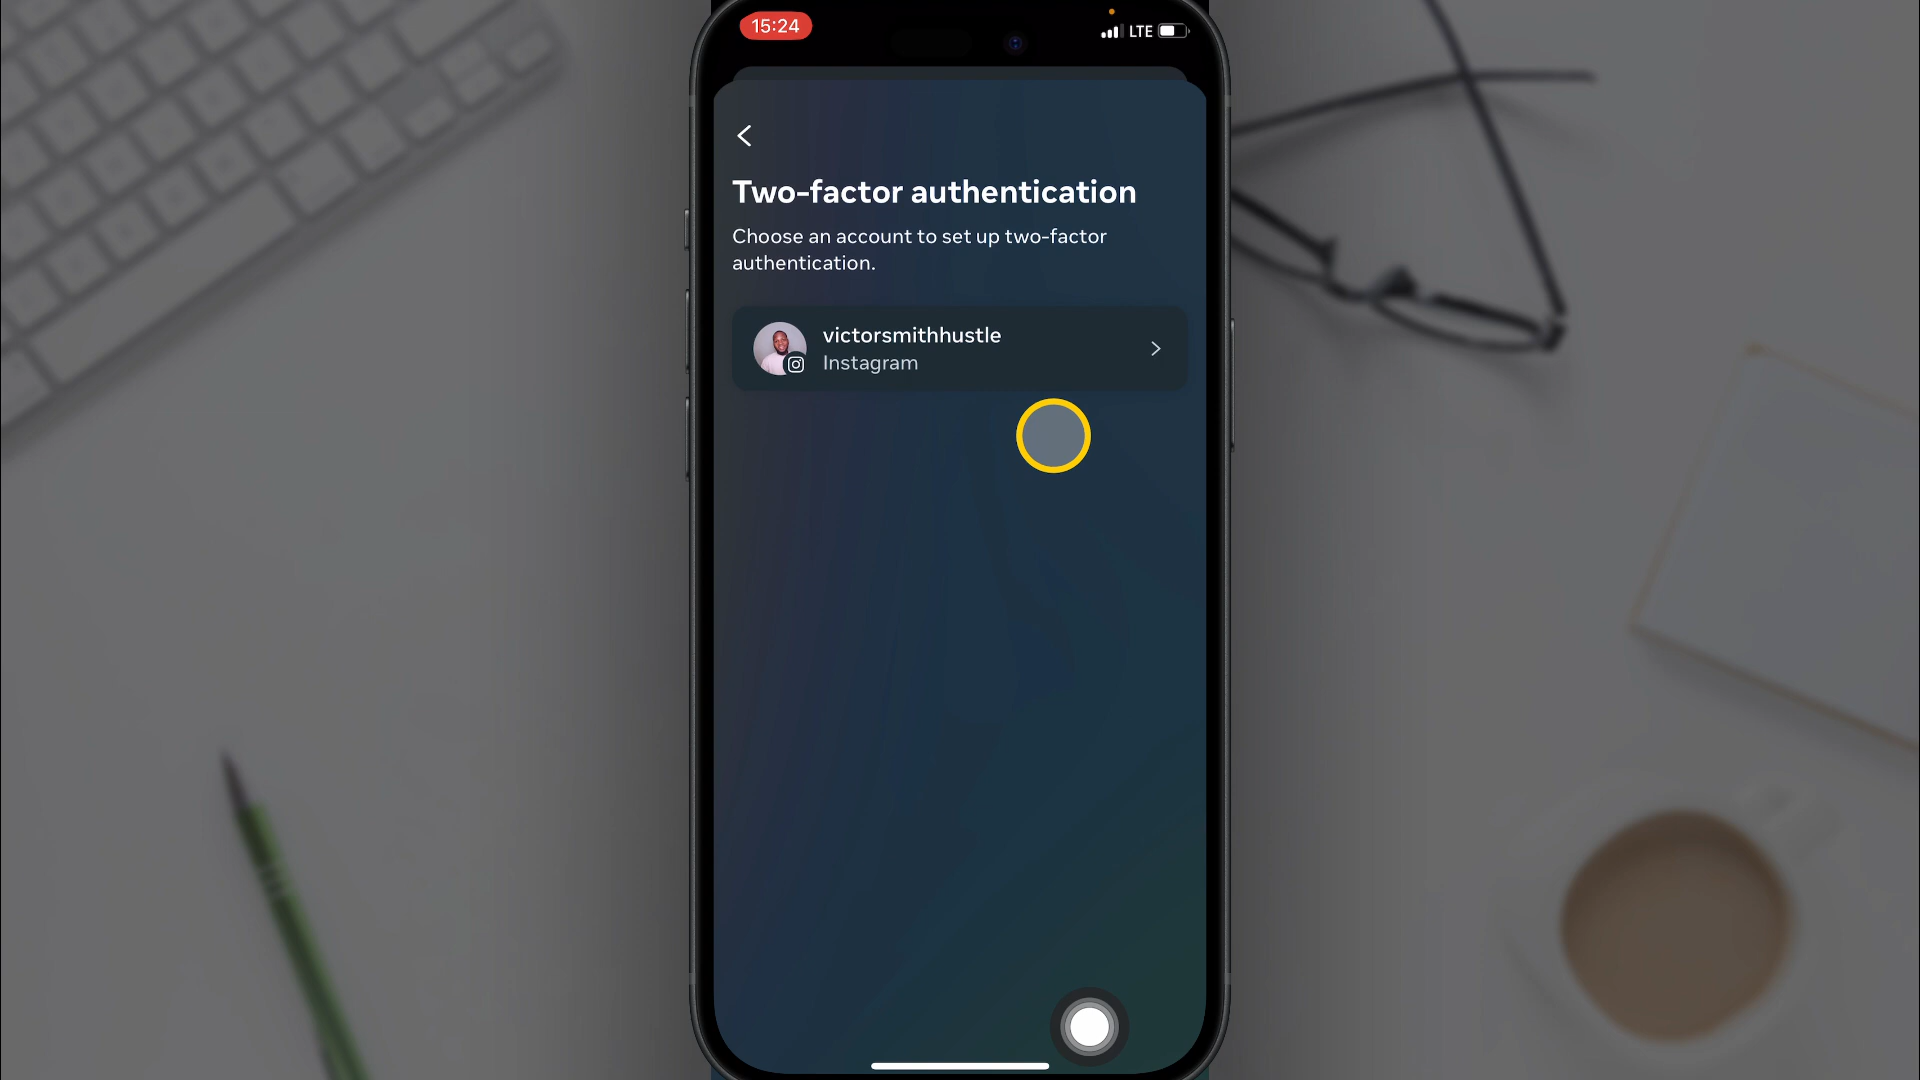 15:24
LTE
Two-factor authentication
Choose an account to set up two-factor
authentication.
victorsmithhustle
Instagram